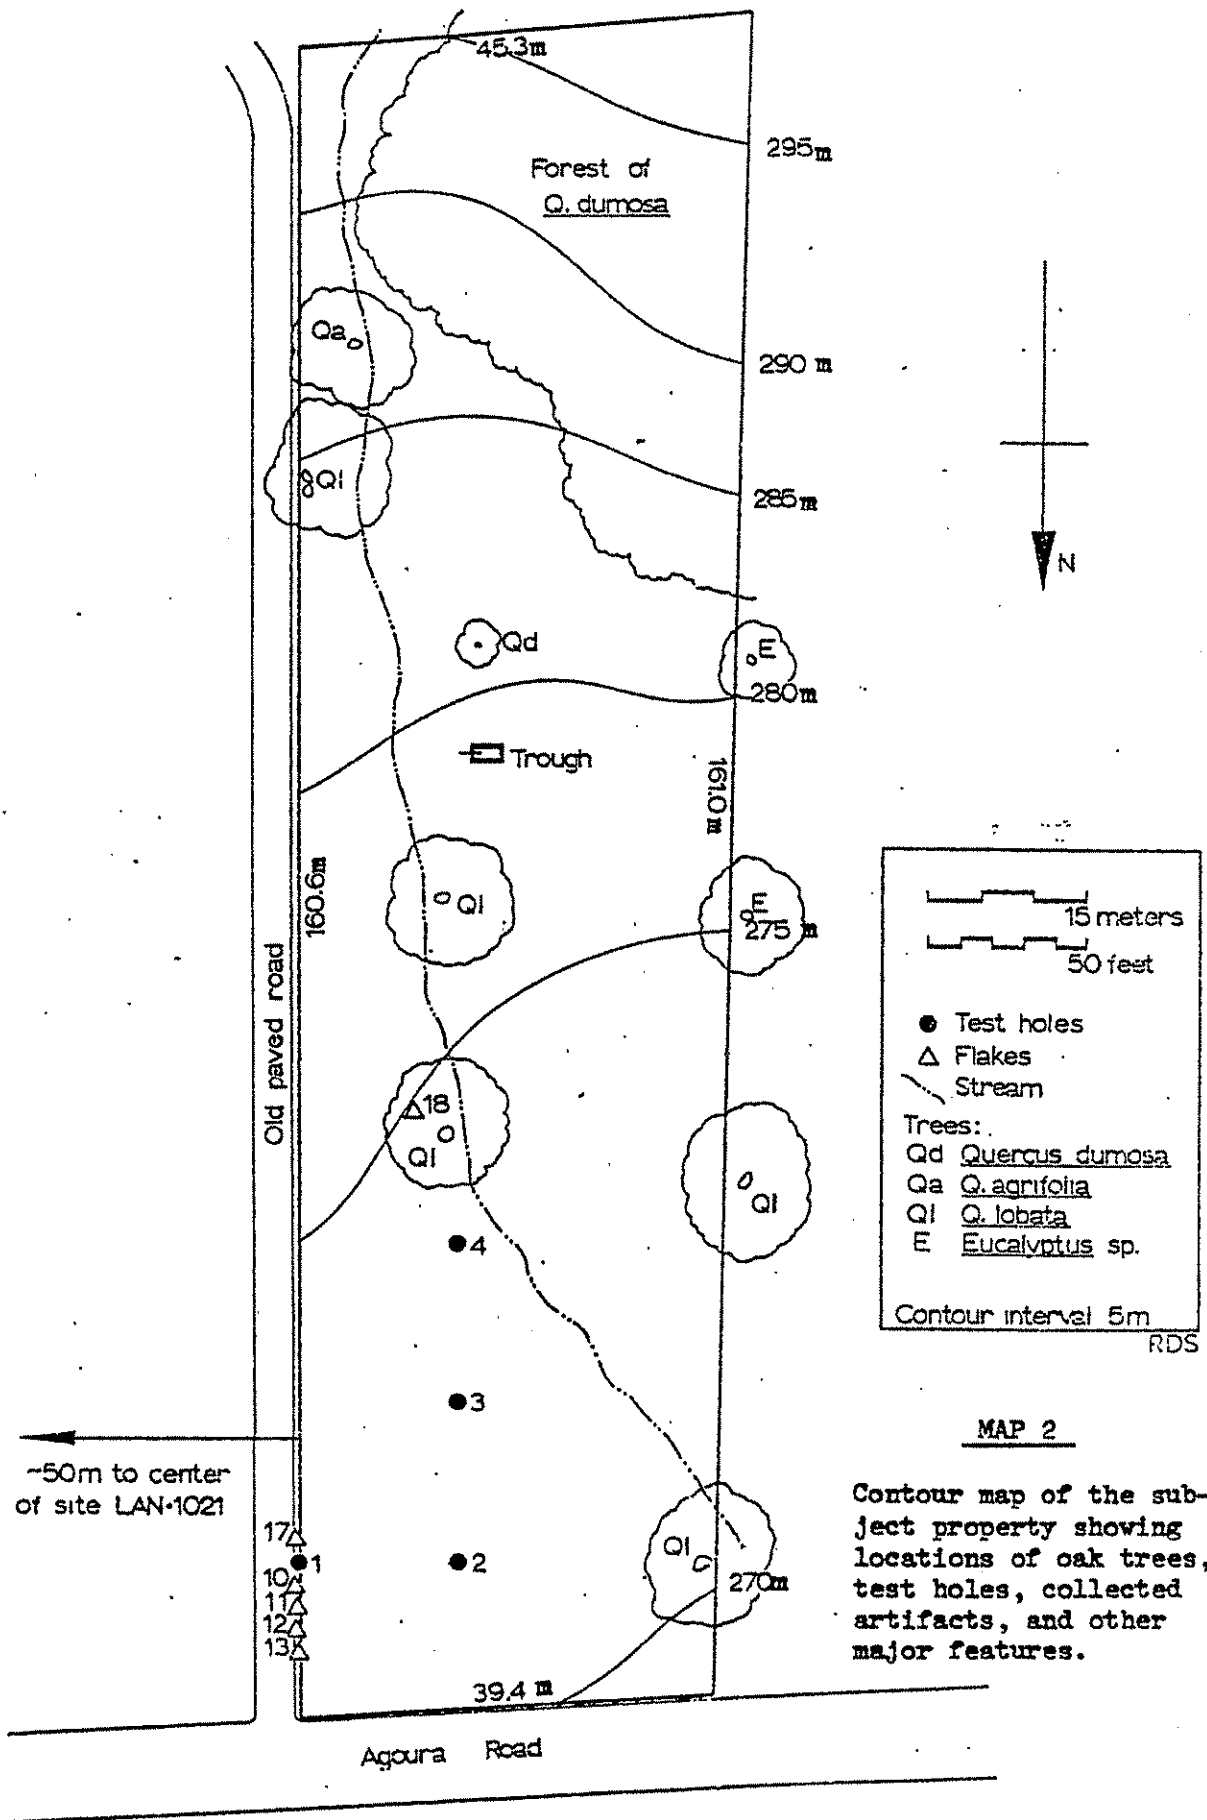 45.3m
295m
Forest of
Q. dumosa
Qa
290 m
Ql
285m
N
Qd
E
280m
Trough
161.0 m
160.6m
Ql
E
275 m
Old paved road
15 meters
50 feet
Test holes
Flakes
Stream
Trees:
Qd Quercus dumosa
Qa Q. agrifolia
Ql Q. lobata
E Eucalyptus sp.
Contour interval 5m
RDS
18
Ql
Ql
4
3
~50m to center
of site LAN·1021
17
1
10
11
12
13
2
Ql
270m
39.4 m
Agoura Road
MAP 2
Contour map of the sub-
ject property showing
locations of oak trees,
test holes, collected
artifacts, and other
major features.